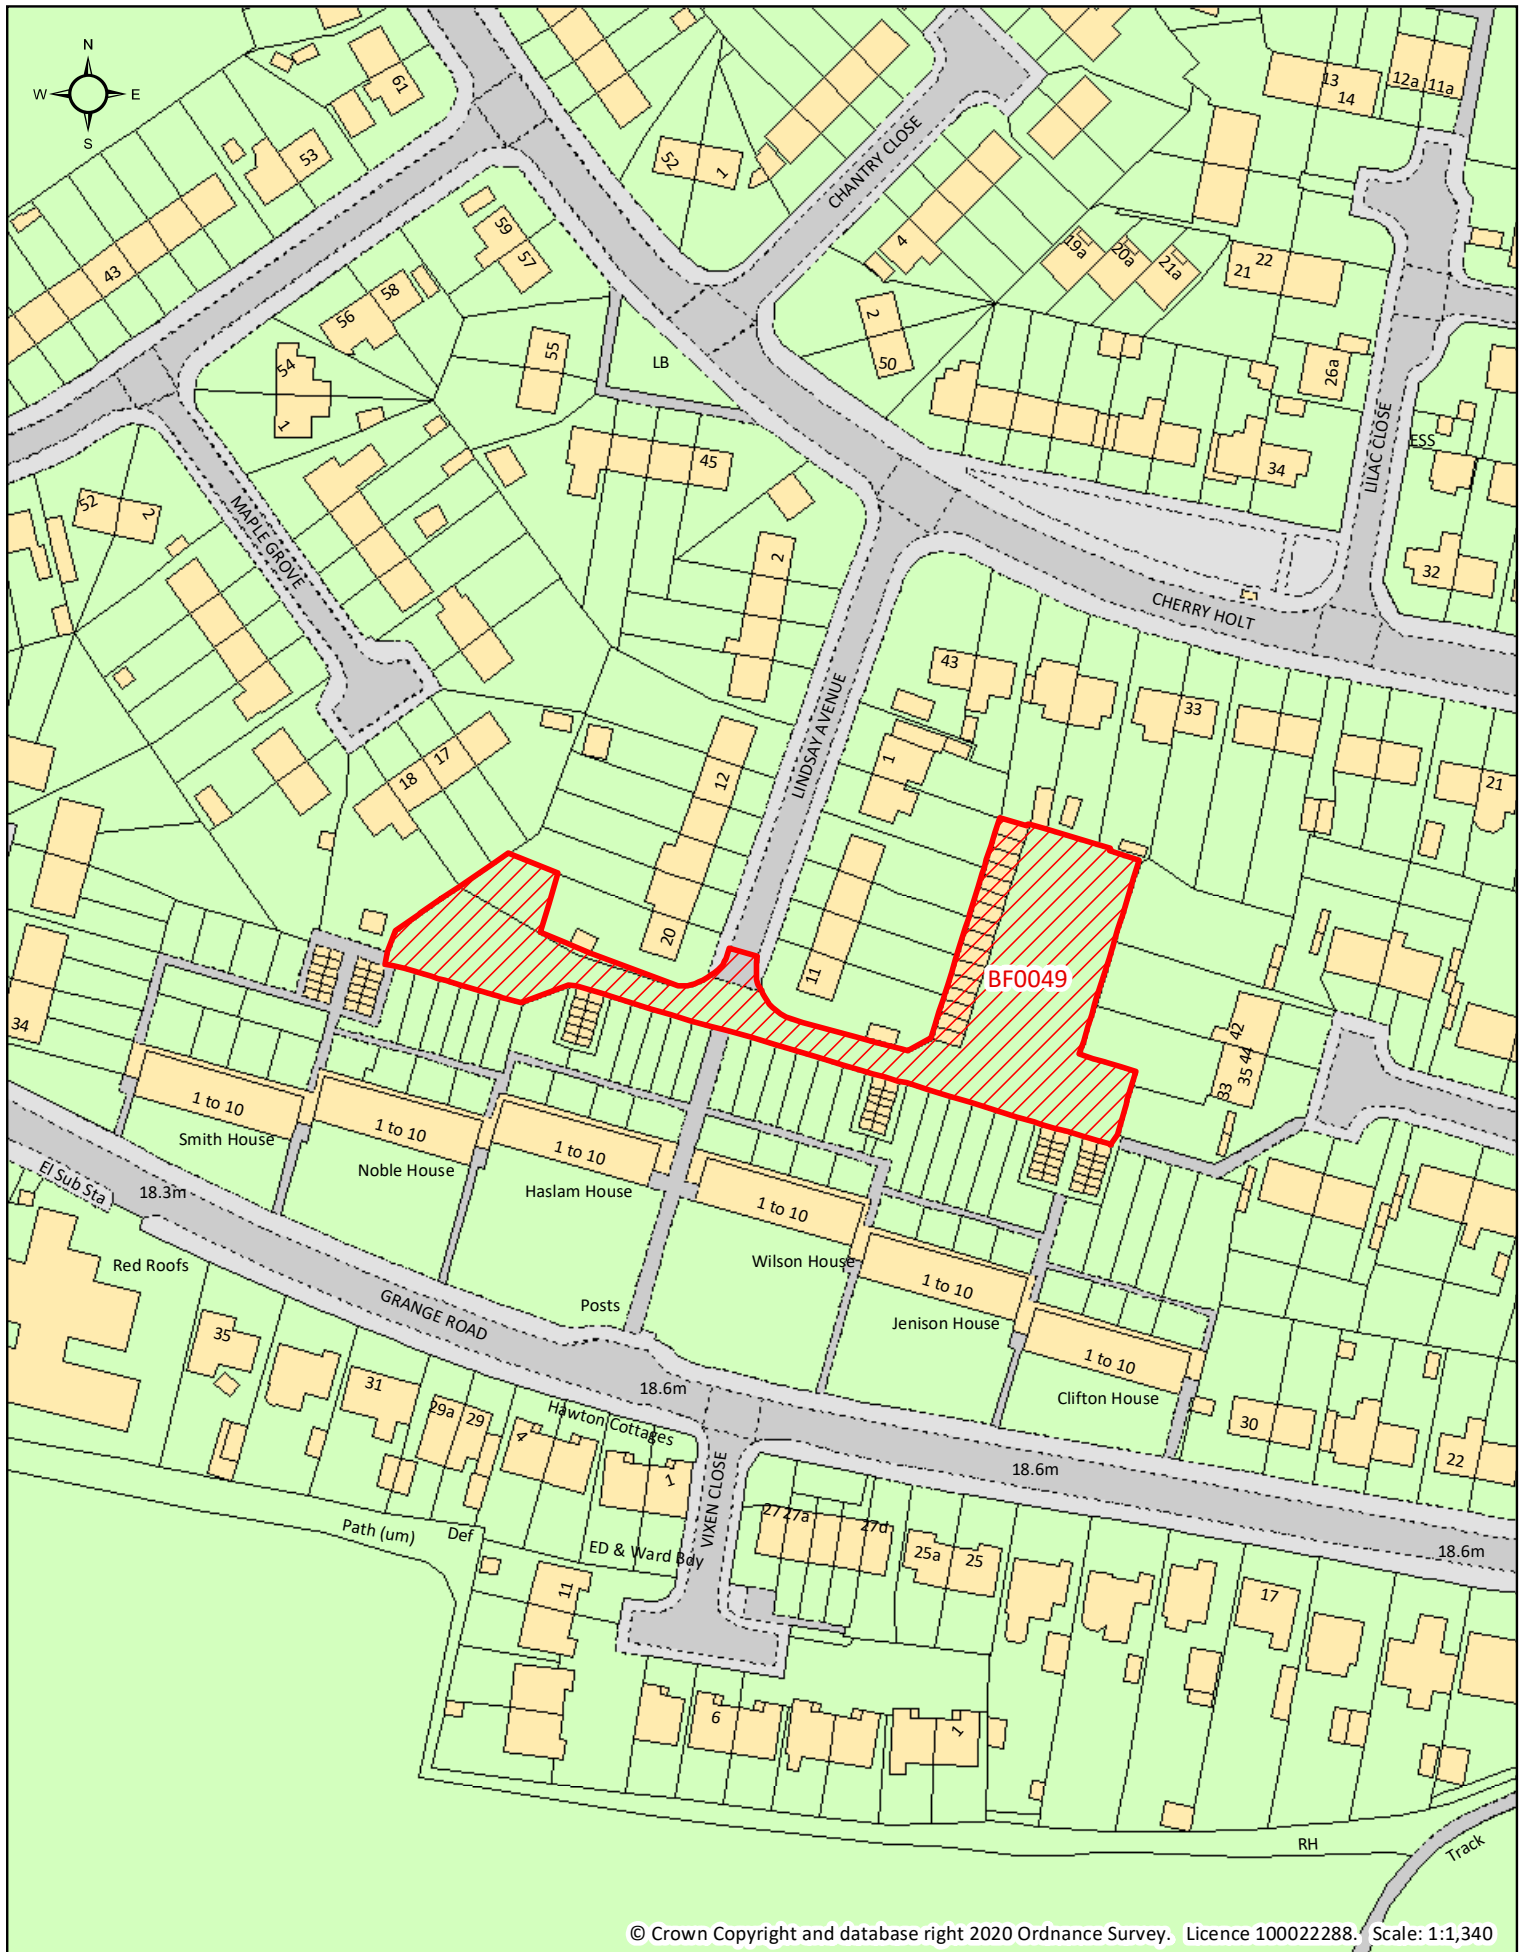 N
W E
S
61
53
43
59
57
58
56
54
1
55
LB
52
1
CHANTRY CLOSE
4
2
50
13
14
12a
11a
19a
20a
21a
22
21
26a
34
LILAC CLOSE
ESS
32
CHERRY HOLT
45
2
52
2
MAPLE GROVE
43
33
21
LINDSAY AVENUE
1
12
17
18
20
11
BF0049
42
35 44
33
34
1 to 10
Smith House
1 to 10
Noble House
1 to 10
Haslam House
1 to 10
Wilson House
1 to 10
Jenison House
1 to 10
Clifton House
El Sub Sta
18.3m
Red Roofs
GRANGE ROAD
Posts
18.6m
35
31
29a
29
4
Hawton Cottages
1
VIXEN CLOSE
18.6m
30
22
18.6m
27
27a
27d
25a
25
17
Path (um)
Def
ED & Ward Bdy
11
6
1
RH
Track
© Crown Copyright and database right 2020 Ordnance Survey. Licence 100022288. Scale: 1:1,340